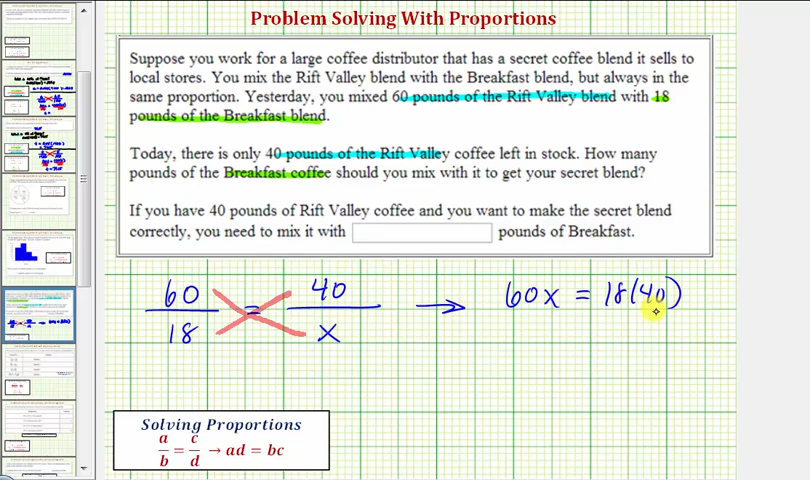 Problem Solving With Proportions
Suppose you work for a large coffee distributor that has a secret coffee blend it sells to
local stores. You mix the Rift Valley blend with the Breakfast blend, but always in the
same proportion. Yesterday, you mixed 60 pounds of the Rift Valley blend with 18
pounds of the Breakfast blend.
Today, there is only 40 pounds of the Rift Valley coffee left in stock. How many
pounds of the Breakfast coffee should you mix with it to get your secret blend?
If you have 40 pounds of Rift Valley coffee and you want to make the secret blend
correctly, you need to mix it with pounds of Breakfast.
60/18 = 40/x → 60x = 18(40)
Solving Proportions
a/b = c/d → ad = bc